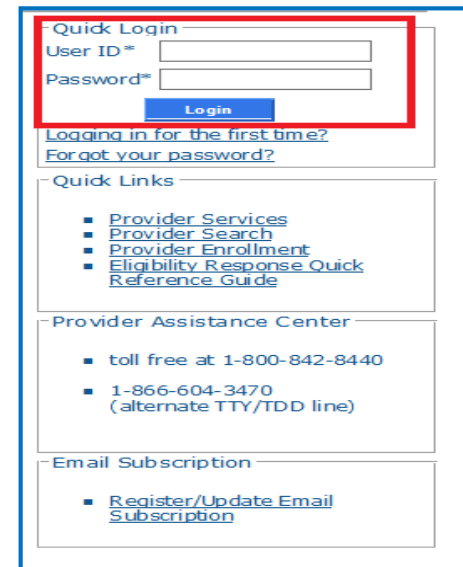 Quick Login
User ID*
Password*
Login
Logging in for the first time?
Forgot your password?
Quick Links
Provider Services
Provider Search
Provider Enrollment
Eligibility Response Quick
Reference Guide
Provider Assistance Center
toll free at 1-800-842-8440
1-866-604-3470
(alternate TTY/TDD line)
Email Subscription
Register/Update Email
Subscription